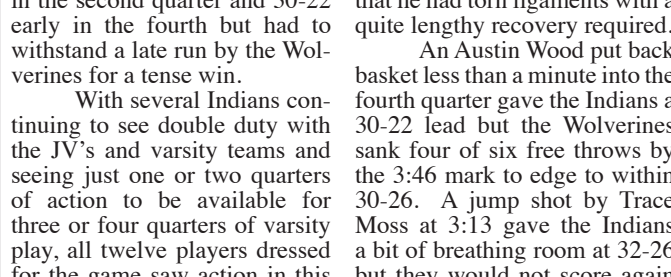 in the second quarter and 30-22
early in the fourth but had to
withstand a late run by the Wol-
verines for a tense win.
With several Indians con-
tinuing to see double duty with
the JV's and varsity teams and
seeing just one or two quarters
of action to be available for
three or four quarters of varsity
play, all twelve players dressed
for the game saw action in this
that he had torn ligaments with a
quite lengthy recovery required.
An Austin Wood put back
basket less than a minute into the
fourth quarter gave the Indians a
30-22 lead but the Wolverines
sank four of six free throws by
the 3:46 mark to edge to within
30-26. A jump shot by Trace
Moss at 3:13 gave the Indians
a bit of breathing room at 32-26
but they would not score again